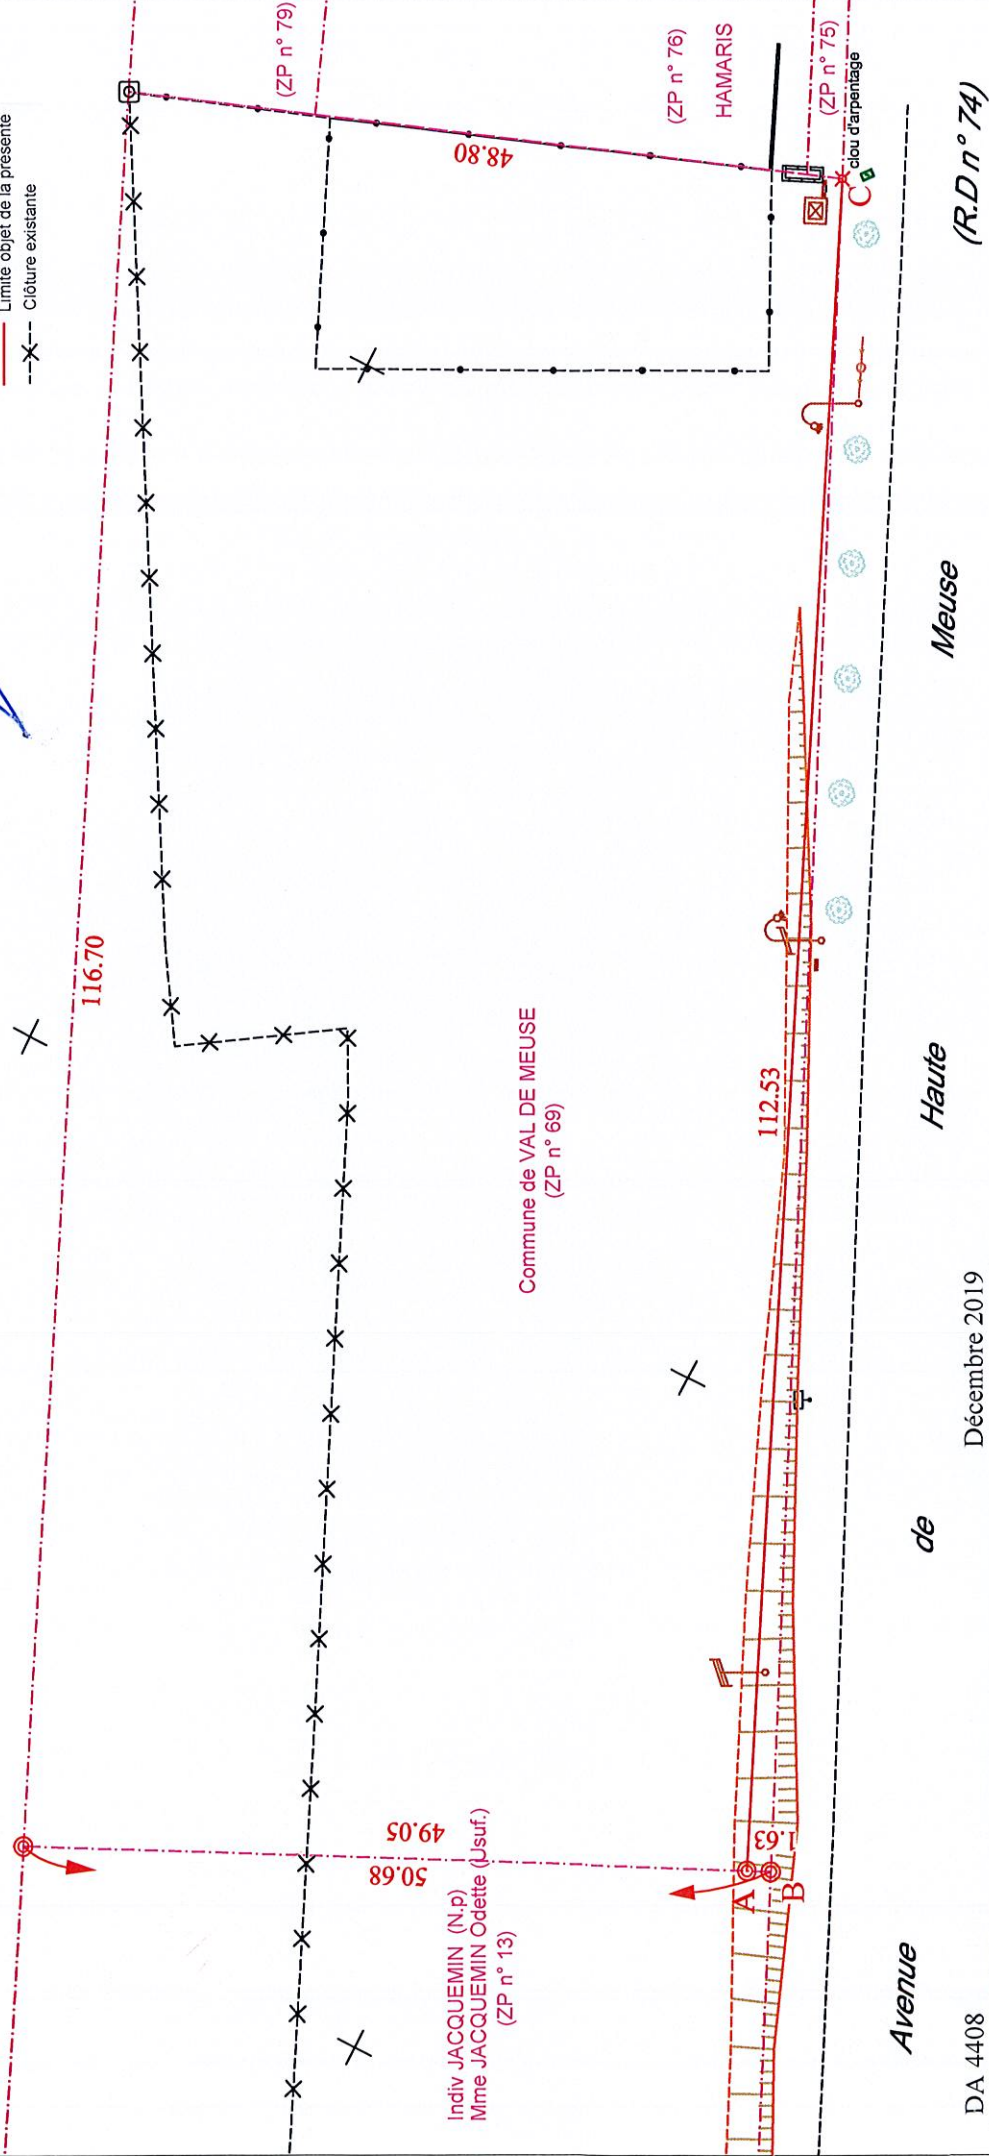 Limite objet de la présente
Clôture existante
(ZP n° 79)
(ZP n° 76)
HAMARIS
(ZP n° 75)
clou d'arpentage
C
48.80
116.70
Commune de VAL DE MEUSE
(ZP n° 69)
112.53
49.05
50.68
1.63
A
B
Indiv JACQUEMIN (N.p)
Mme JACQUEMIN Odette (Usuf.)
(ZP n° 13)
Avenue de Haute Meuse (R.D n° 74)
DA 4408
Décembre 2019